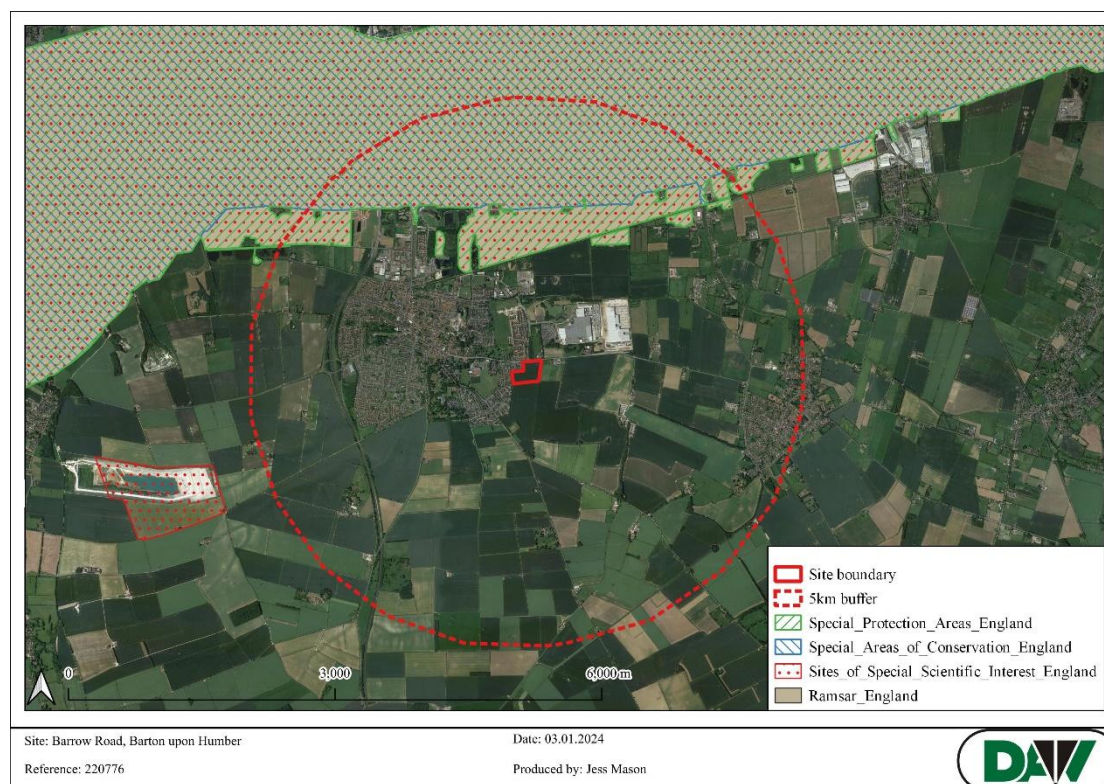 Site boundary
5km buffer
Special_Protection_Areas_England
Special_Areas_of_Conservation_England
Sites_of_Special_Scientific_Interest_England
Ramsar_England
0 3,000 6,000 m
Site: Barrow Road, Barton upon Humber
Date: 03.01.2024
Reference: 220776
Produced by: Jess Mason